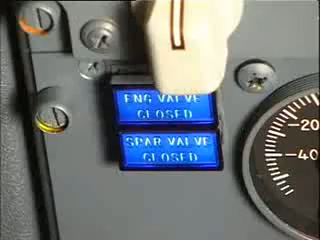 ENG VALVE
CLOSED
SPAR VALVE
CLOSED
-20
-40